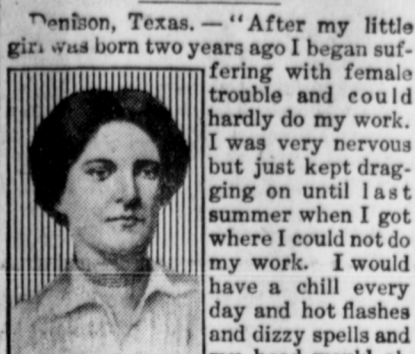 Denison, Texas. — "After my little
girl was born two years ago I began suf-
fering with female
trouble and could
hardly do my work.
I was very nervous
but just kept drag-
ging on until last
summer when I got
where I could not do
my work. I would
have a chill every
day and hot flashes
and dizzy spells and